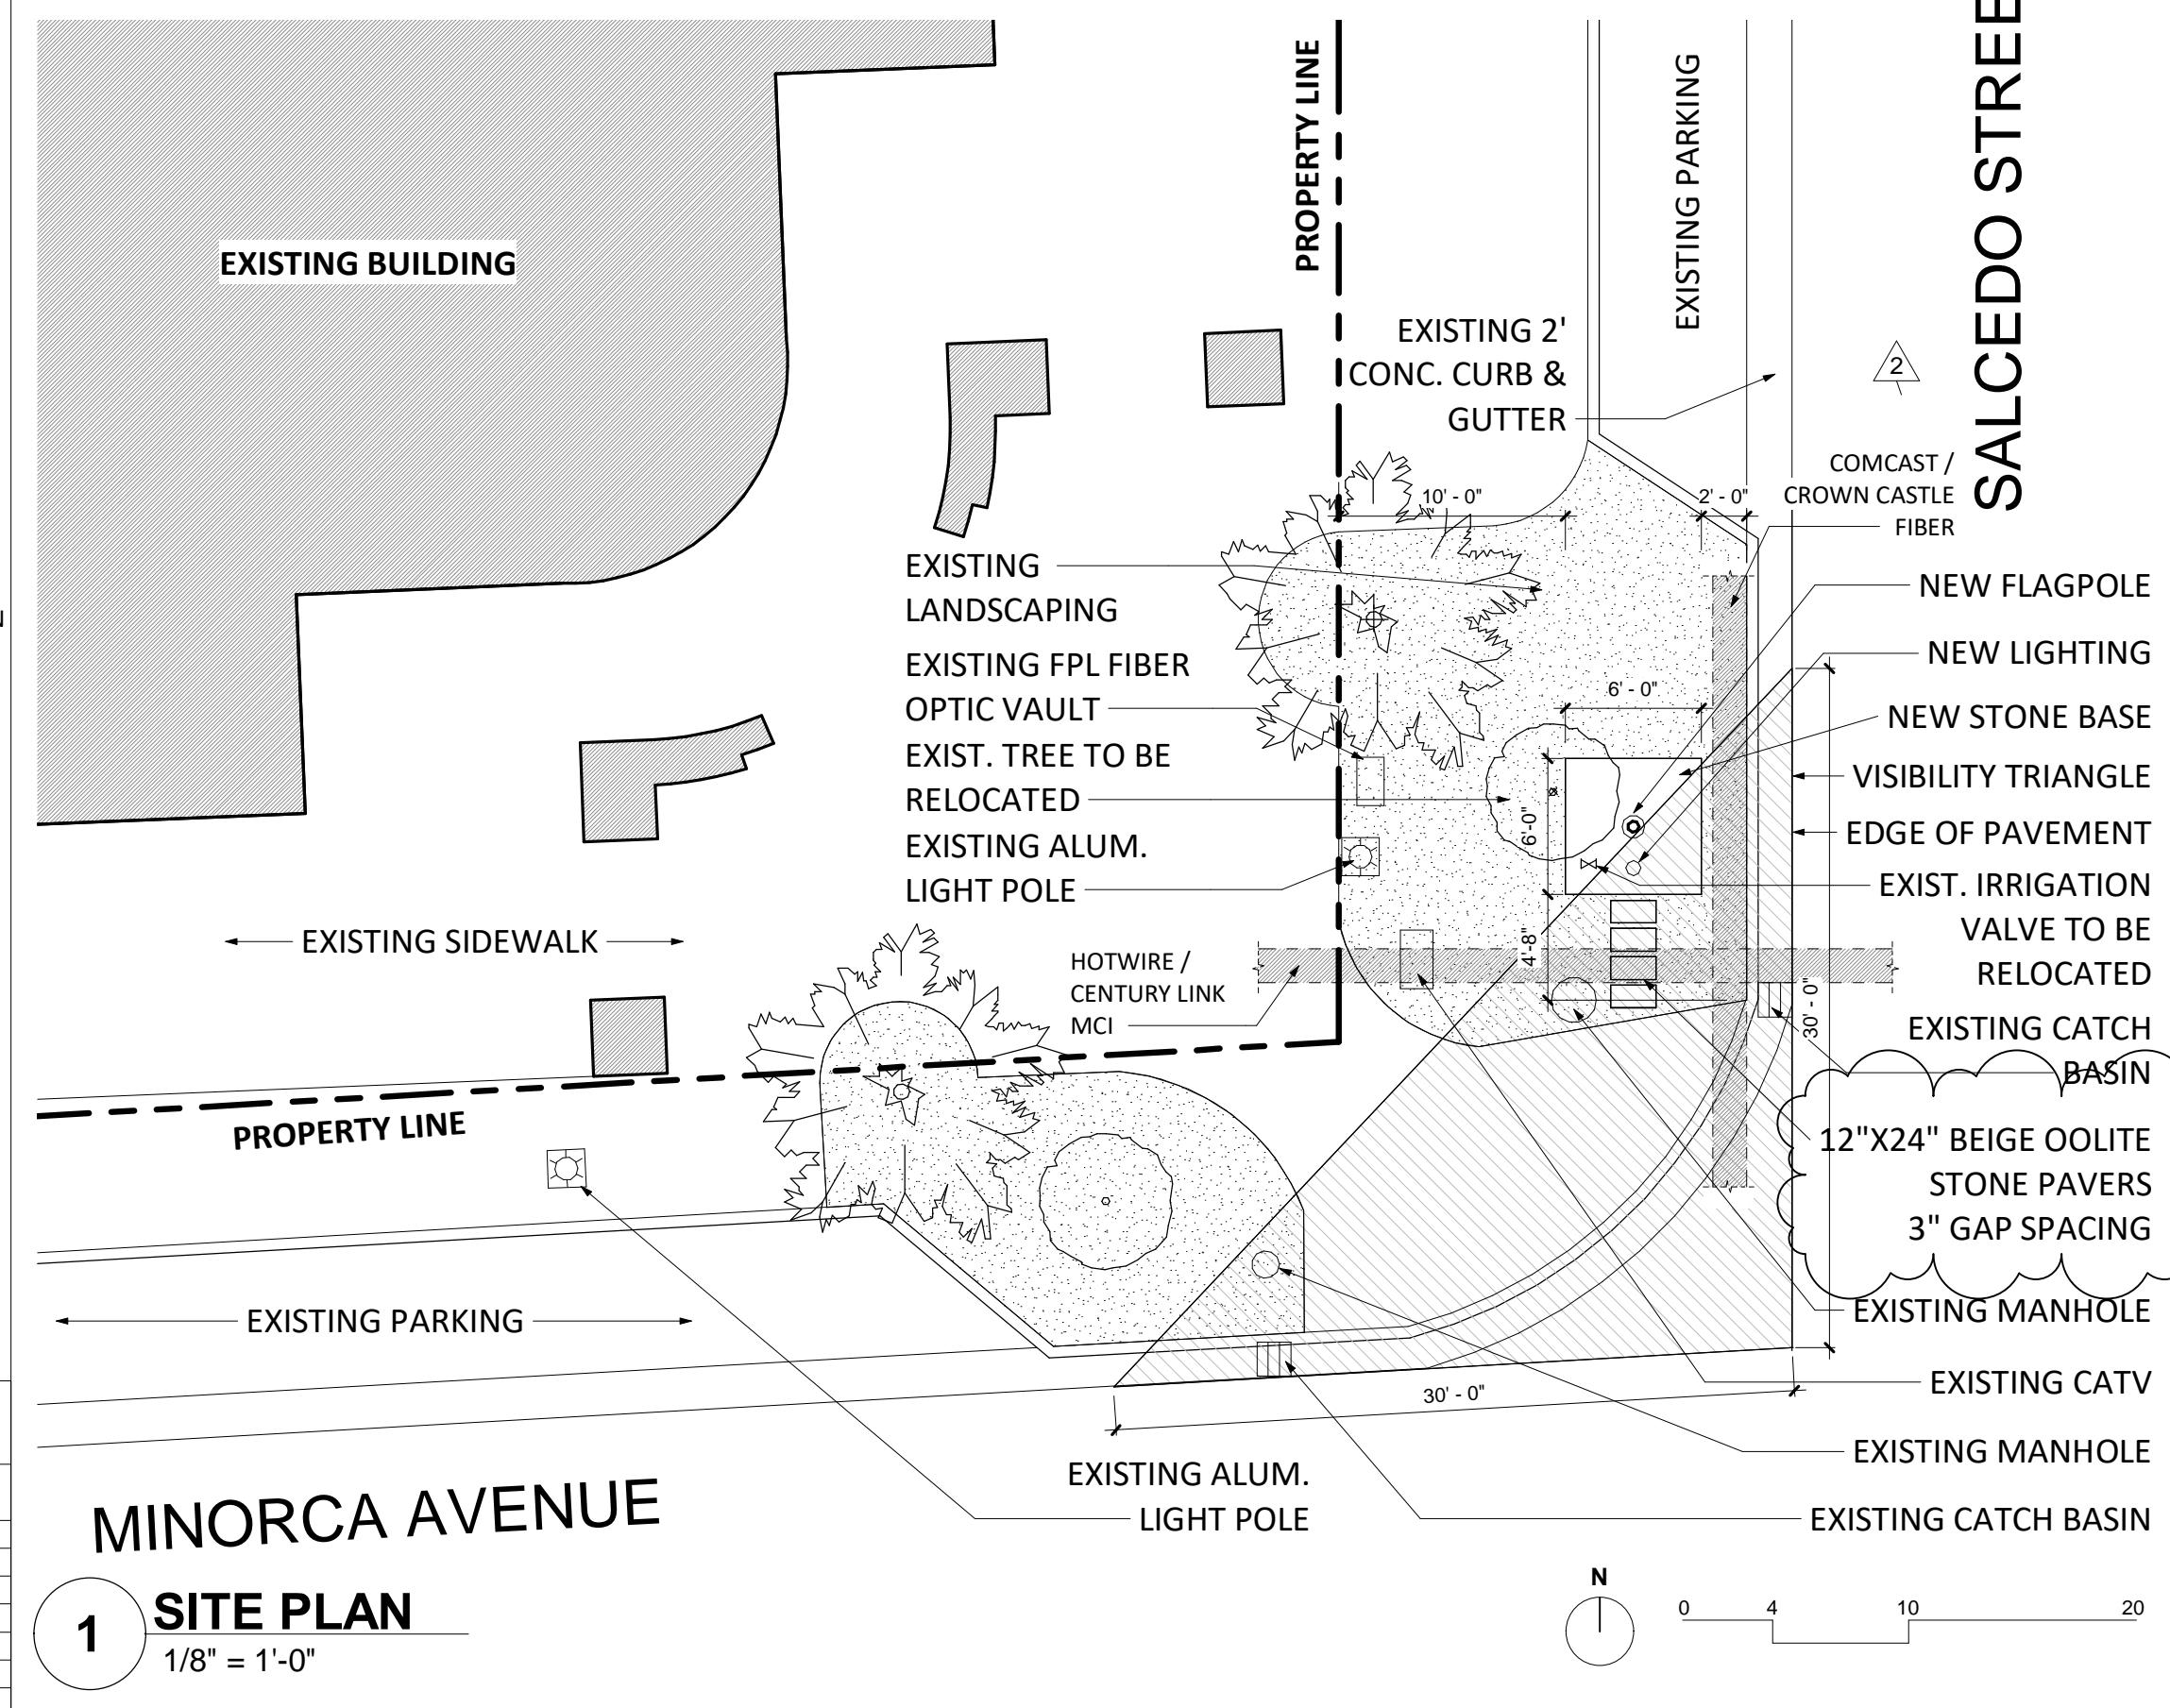 SALCEDO STREE
PROPERTY LINE
EXISTING PARKING
EXISTING BUILDING
EXISTING 2'
CONC. CURB &
GUTTER
2
COMCAST /
CROWN CASTLE
FIBER
10' - 0"
2' - 0"
EXISTING
LANDSCAPING
EXISTING FPL FIBER
OPTIC VAULT
EXIST. TREE TO BE
RELOCATED
EXISTING ALUM.
LIGHT POLE
NEW FLAGPOLE
NEW LIGHTING
NEW STONE BASE
VISIBILITY TRIANGLE
EDGE OF PAVEMENT
EXIST. IRRIGATION
VALVE TO BE
RELOCATED
EXISTING CATCH
BASIN
6' - 0"
6'-0"
4'-8"
30' - 0"
EXISTING SIDEWALK
HOTWIRE /
CENTURY LINK
MCI
PROPERTY LINE
12"X24" BEIGE OOLITE
STONE PAVERS
3" GAP SPACING
EXISTING MANHOLE
EXISTING PARKING
EXISTING CATV
30' - 0"
EXISTING MANHOLE
EXISTING ALUM.
LIGHT POLE
EXISTING CATCH BASIN
MINORCA AVENUE
1
SITE PLAN
1/8" = 1'-0"
N
0 4 10 20